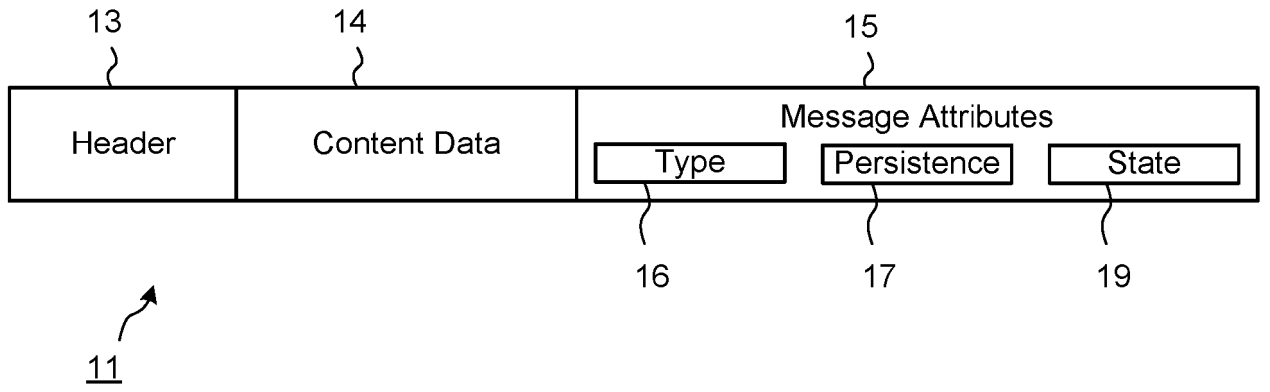 13 14 15
Header Content Data Message Attributes
Type Persistence State
16 17 19
11